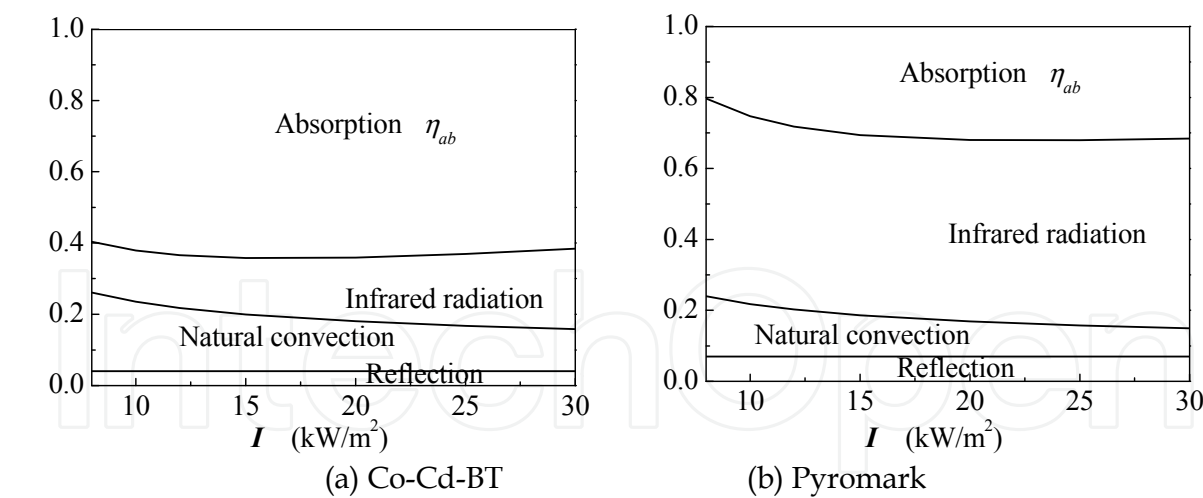 1.0
0.8
0.6
0.4
0.2
0.0
Absorption η_ab
Infrared radiation
Natural convection
Reflection
10 15 20 25 30
I (kW/m²)
(a) Co-Cd-BT
1.0
0.8
0.6
0.4
0.2
0.0
Absorption η_ab
Infrared radiation
Natural convection
Reflection
10 15 20 25 30
I (kW/m²)
(b) Pyromark
IntechOpen